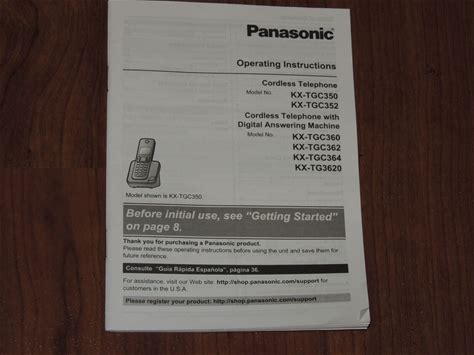 Panasonic
Operating Instructions
Cordless Telephone
Model No. KX-TGC350
KX-TGC352
Cordless Telephone with
Digital Answering Machine
Model No. KX-TGC360
KX-TGC362
KX-TGC364
KX-TG3620
Model shown is KX-TGC350.
Before initial use, see “Getting Started”
on page 8.
Thank you for purchasing a Panasonic product.
Please read these operating instructions before using the unit and save them for
future reference.
Consulte “Guía Rápida Española”, página 36.
For assistance, visit our Web site: http://shop.panasonic.com/support for
customers in the U.S.A.
Please register your product: http://shop.panasonic.com/support